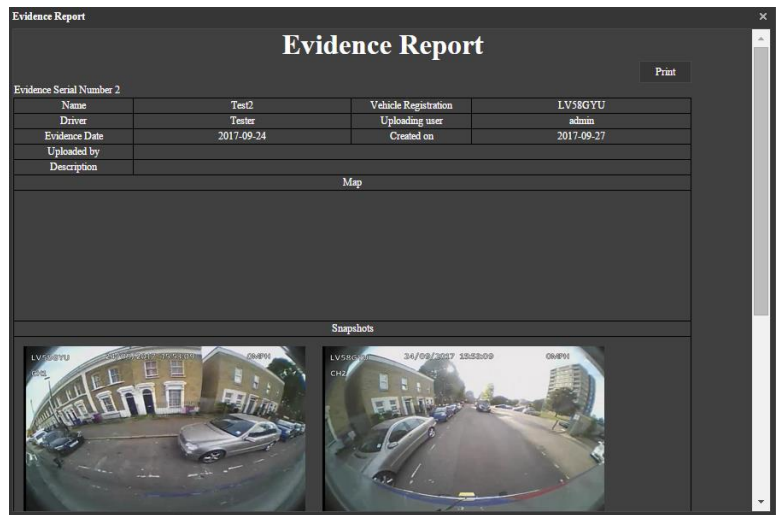 Evidence Report ×
Evidence Report
Print
Evidence Serial Number 2
Name Test2 Vehicle Registration LV58GYU
Driver Tester Uploading user admin
Evidence Date 2017-09-24 Created on 2017-09-27
Uploaded by
Description
Map
Snapshots
0MPH LV58G 24/09/2017 15:53:09 0MPH
CH2